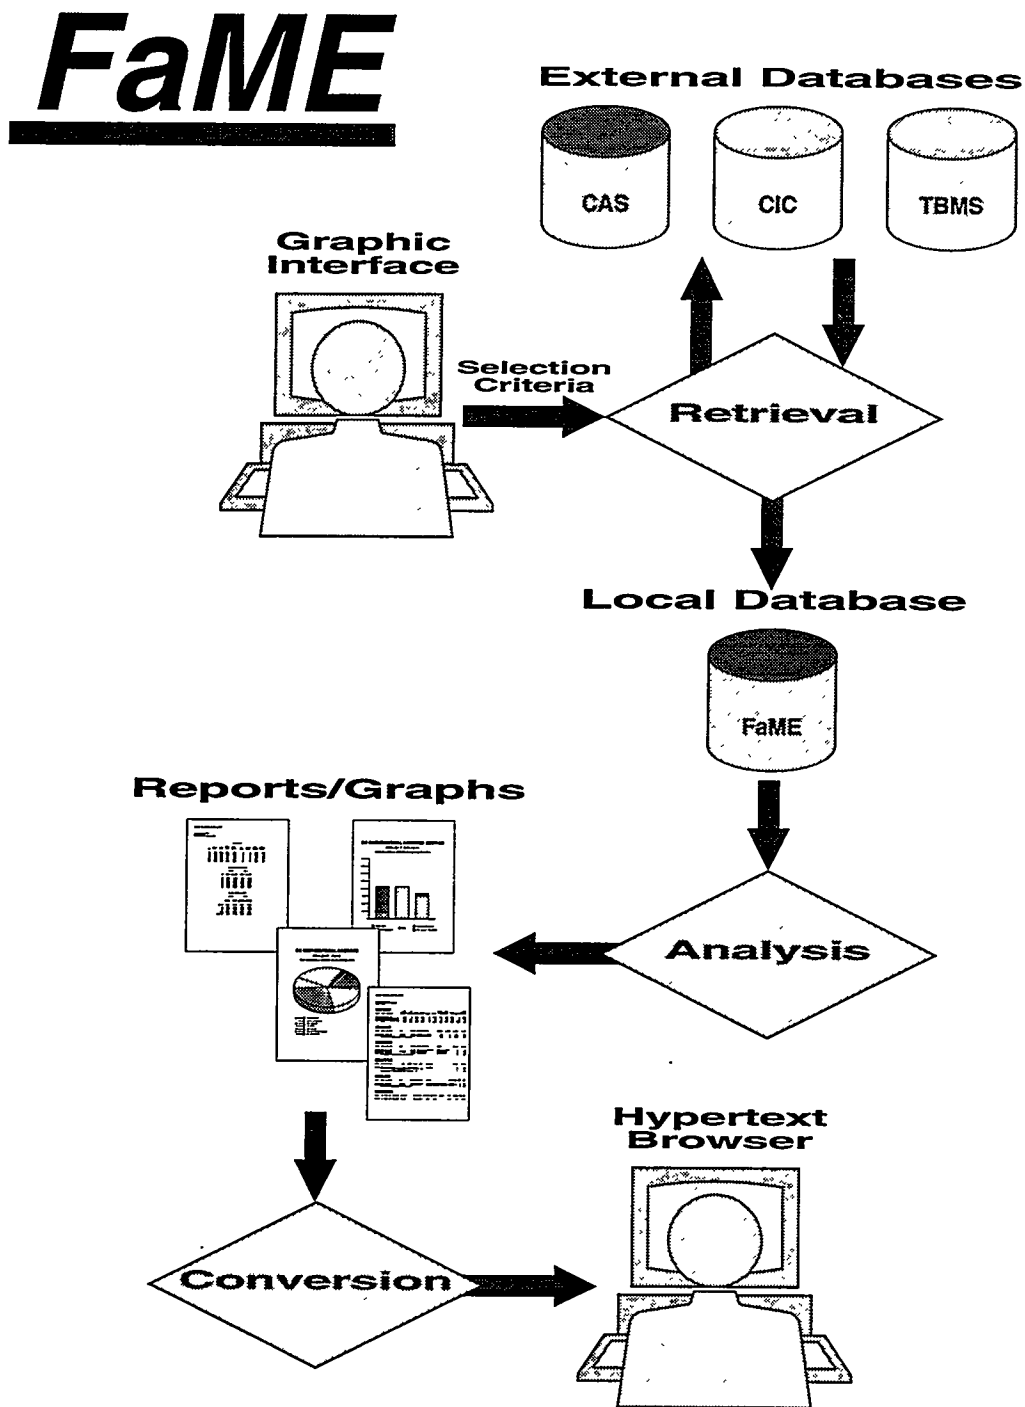 FaME
External Databases
CAS
CIC
TBMS
Graphic
Interface
Selection
Criteria
Retrieval
Local Database
FaME
Reports/Graphs
Analysis
Hypertext
Browser
Conversion